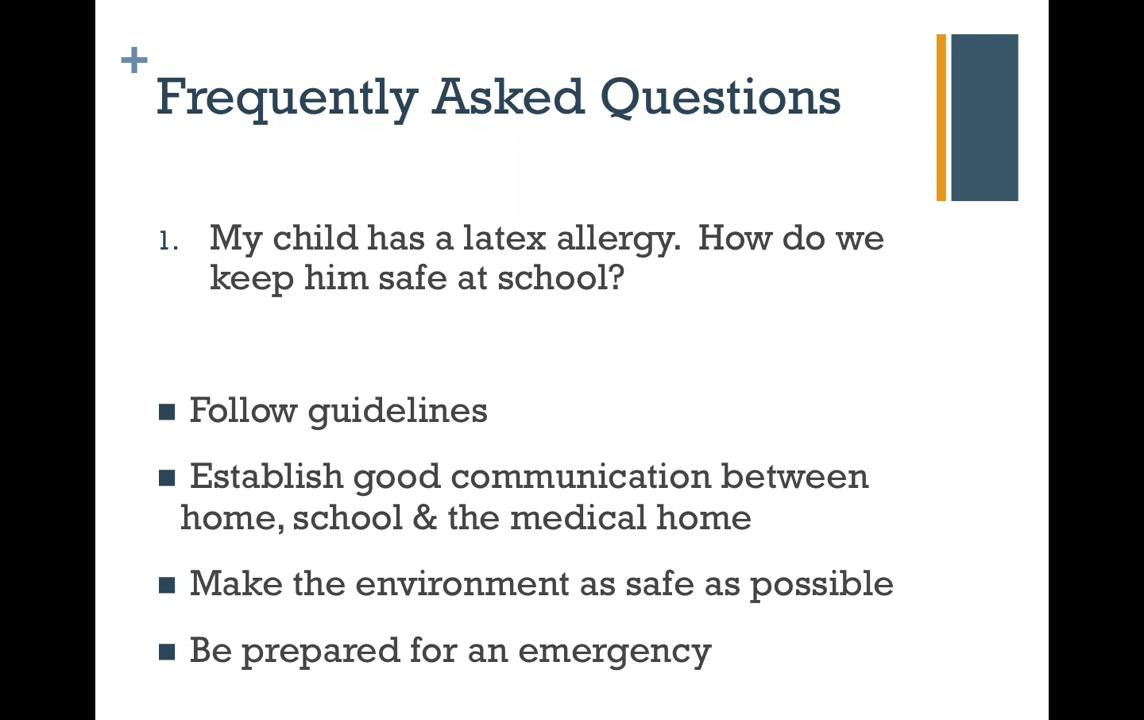 +
Frequently Asked Questions
1. My child has a latex allergy. How do we
keep him safe at school?
■ Follow guidelines
■ Establish good communication between
home, school & the medical home
■ Make the environment as safe as possible
■ Be prepared for an emergency